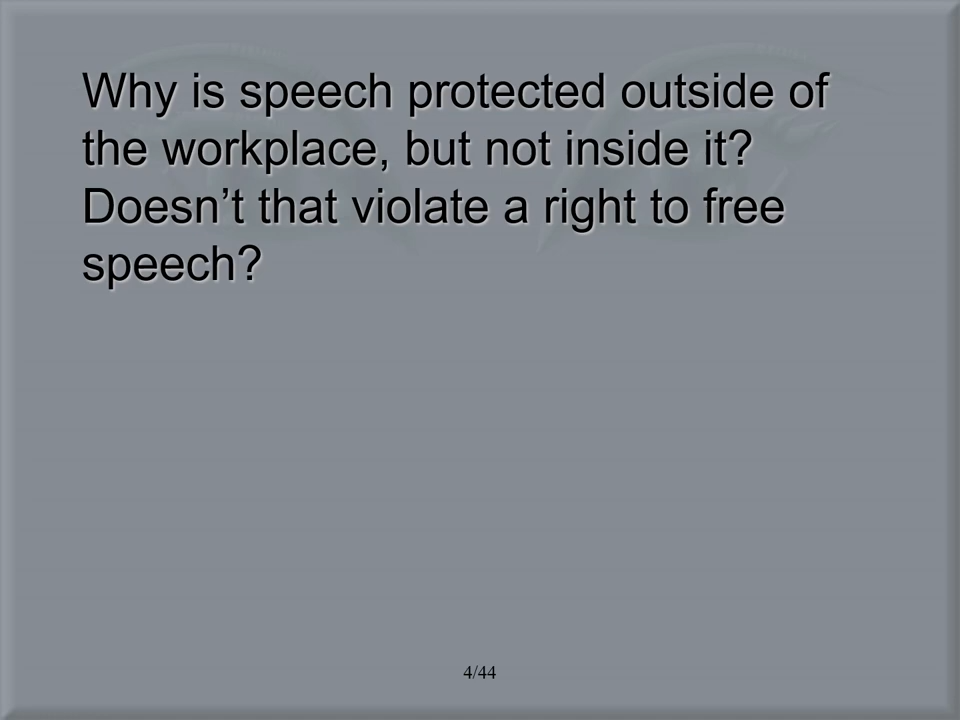 Why is speech protected outside of
the workplace, but not inside it?
Doesn’t that violate a right to free
speech?
4/44